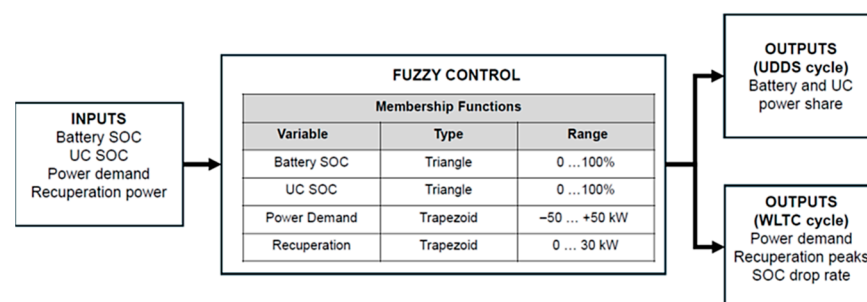 INPUTS
Battery SOC
UC SOC
Power demand
Recuperation power
FUZZY CONTROL
Membership Functions
Variable Type Range
Battery SOC Triangle 0 …100%
UC SOC Triangle 0 …100%
Power Demand Trapezoid −50 … +50 kW
Recuperation Trapezoid 0 … 30 kW
OUTPUTS
(UDDS cycle)
Battery and UC
power share
OUTPUTS
(WLTC cycle)
Power demand
Recuperation peaks
SOC drop rate